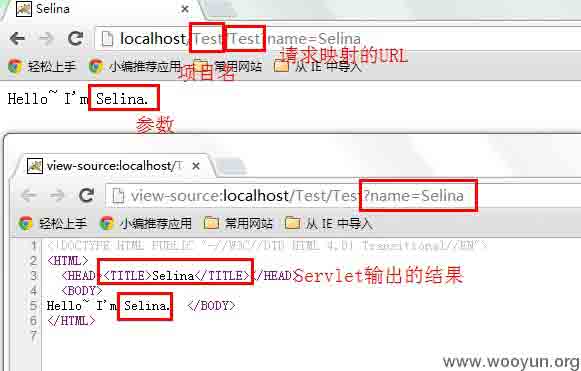 Selina
localhost/Test/Test?name=Selina
请求映射的URL
项目名
轻松上手 小编推荐应用 常用网站 从 IE 中导入
Hello~ I'm Selina.
参数
view-source:localhost/T
view-source:localhost/Test/Test?name=Selina
轻松上手 小编推荐应用 常用网站 从 IE 中导入
1 <!DOCTYPE HTML PUBLIC "-//W3C//DTD HTML 4.01 Transitional//EN">
2 <HTML>
3 <HEAD><TITLE>Selina</TITLE></HEAD>
Servlet输出的结果
4 <BODY>
5 Hello~ I'm Selina. </BODY>
6 </HTML>
7
www.wooyun.org